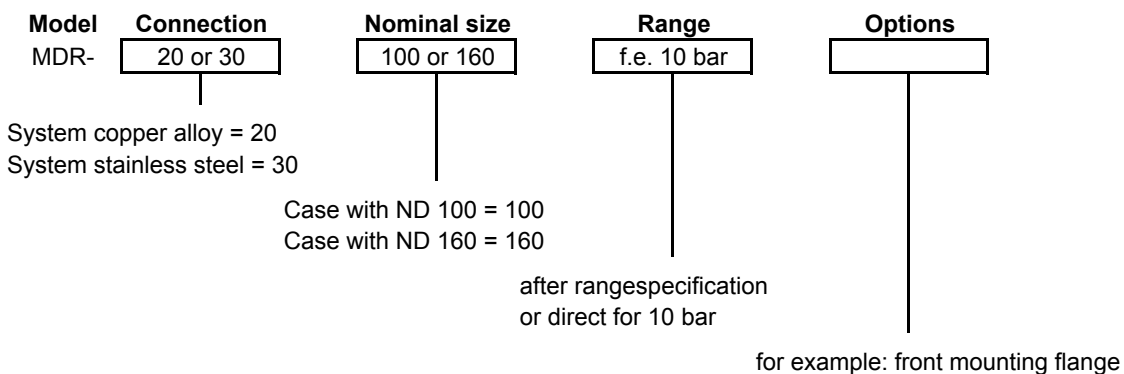 Model Connection Nominal size Range Options
MDR- 20 or 30 100 or 160 f.e. 10 bar
System copper alloy = 20
System stainless steel = 30
Case with ND 100 = 100
Case with ND 160 = 160
after rangespecification
or direct for 10 bar
for example: front mounting flange